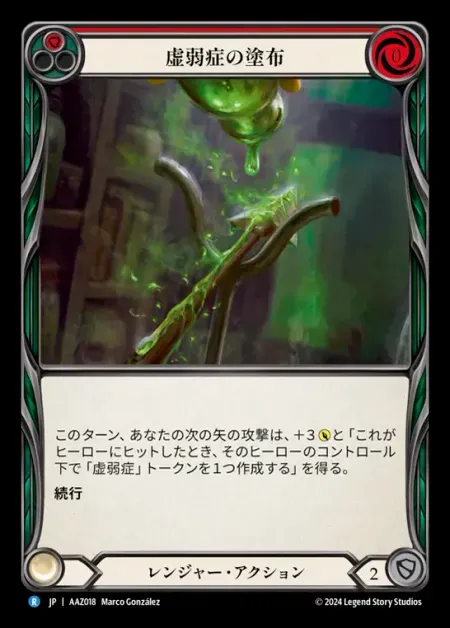 虚弱症の塗布
0
このターン、あなたの次の矢の攻撃は、＋3 と「これが
ヒーローにヒットしたとき、そのヒーローのコントロール
下で「虚弱症」トークンを1つ作成する」を得る。
続行
レンジャー・アクション
2
R JP | AAZ018 Marco González
© 2024 Legend Story Studios